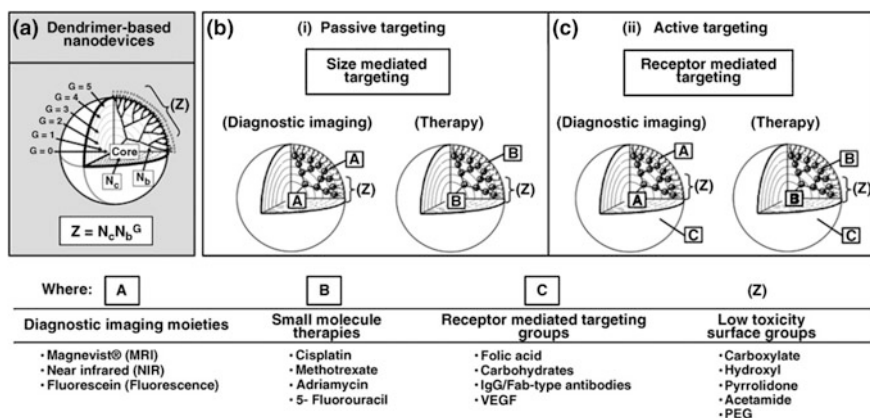 (a) Dendrimer-based
nanodevices
G = 5
G = 4
G = 3
G = 2
G = 1
G = 0
(Z)
Core
Nc
Nb
Z = NcNbG
(b) (i) Passive targeting
Size mediated
targeting
(Diagnostic imaging) (Therapy)
A
B
(Z)
(Z)
A
B
(c) (ii) Active targeting
Receptor mediated
targeting
(Diagnostic imaging) (Therapy)
A
B
(Z)
(Z)
A
B
C
C
Where: A B C (Z)
Diagnostic imaging moieties
• Magnevist® (MRI)
• Near infrared (NIR)
• Fluorescein (Fluorescence)
Small molecule
therapies
• Cisplatin
• Methotrexate
• Adriamycin
• 5- Fluorouracil
Receptor mediated targeting
groups
• Folic acid
• Carbohydrates
• IgG/Fab-type antibodies
• VEGF
Low toxicity
surface groups
• Carboxylate
• Hydroxyl
• Pyrrolidone
• Acetamide
• PEG